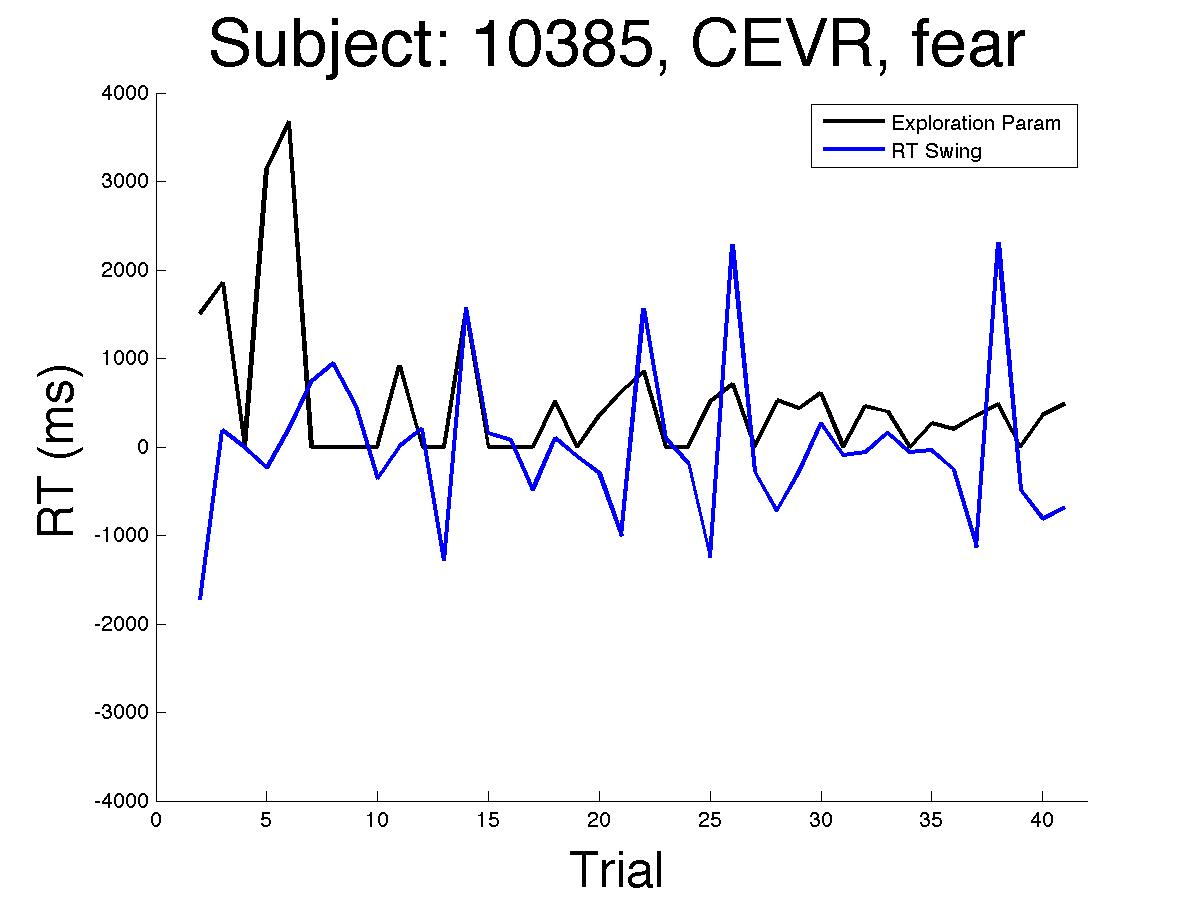 Subject: 10385, CEVR, fear
Exploration Param
RT Swing
RT (ms)
4000
3000
2000
1000
0
-1000
-2000
-3000
-4000
0 5 10 15 20 25 30 35 40
Trial